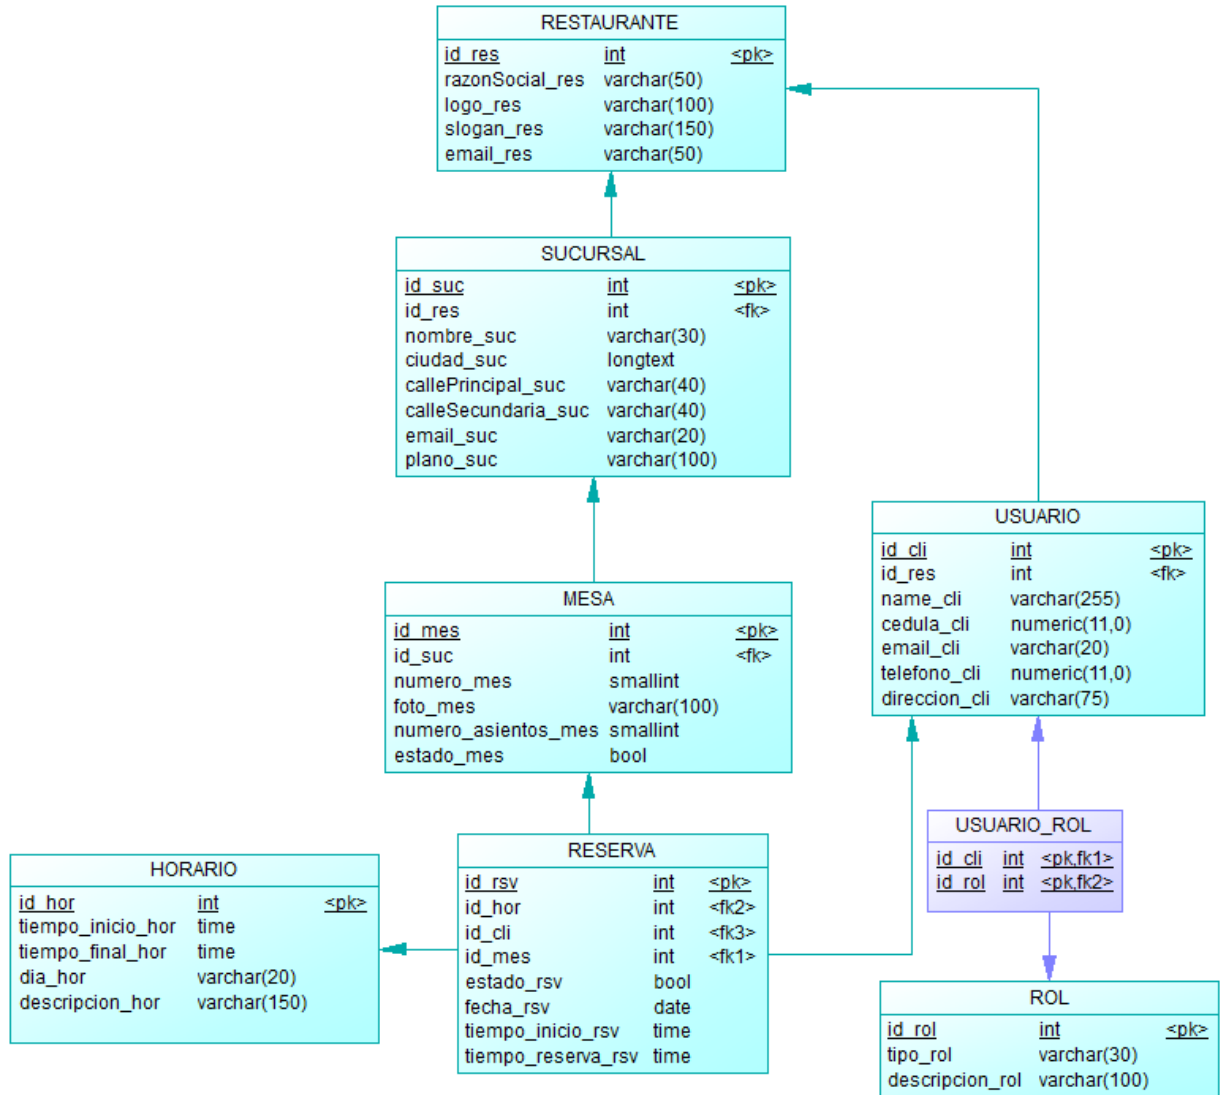 RESTAURANTE
id_res int <pk>
razonSocial_res varchar(50)
logo_res varchar(100)
slogan_res varchar(150)
email_res varchar(50)
SUCURSAL
id_suc int <pk>
id_res int <fk>
nombre_suc varchar(30)
ciudad_suc longtext
callePrincipal_suc varchar(40)
calleSecundaria_suc varchar(40)
email_suc varchar(20)
plano_suc varchar(100)
USUARIO
id_cli int <pk>
id_res int <fk>
name_cli varchar(255)
cedula_cli numeric(11,0)
email_cli varchar(20)
telefono_cli numeric(11,0)
direccion_cli varchar(75)
MESA
id_mes int <pk>
id_suc int <fk>
numero_mes smallint
foto_mes varchar(100)
numero_asientos_mes smallint
estado_mes bool
USUARIO_ROL
id_cli int <pk,fk1>
id_rol int <pk,fk2>
HORARIO
id_hor int <pk>
tiempo_inicio_hor time
tiempo_final_hor time
dia_hor varchar(20)
descripcion_hor varchar(150)
RESERVA
id_rsv int <pk>
id_hor int <fk2>
id_cli int <fk3>
id_mes int <fk1>
estado_rsv bool
fecha_rsv date
tiempo_inicio_rsv time
tiempo_reserva_rsv time
ROL
id_rol int <pk>
tipo_rol varchar(30)
descripcion_rol varchar(100)